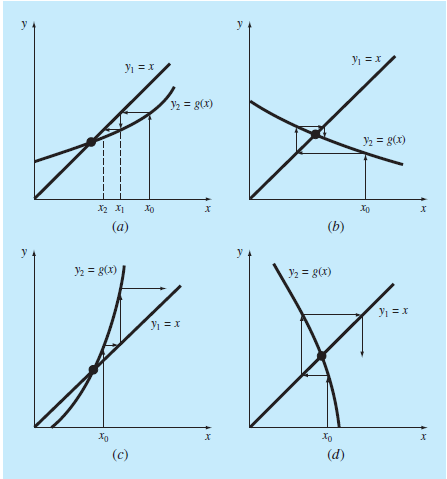 y
y₁ = x
y₂ = g(x)
x₂ x₁ x₀ x
(a)
y
y₁ = x
y₂ = g(x)
x₀ x
(b)
y
y₂ = g(x)
y₁ = x
x₀ x
(c)
y
y₂ = g(x)
y₁ = x
x₀ x
(d)